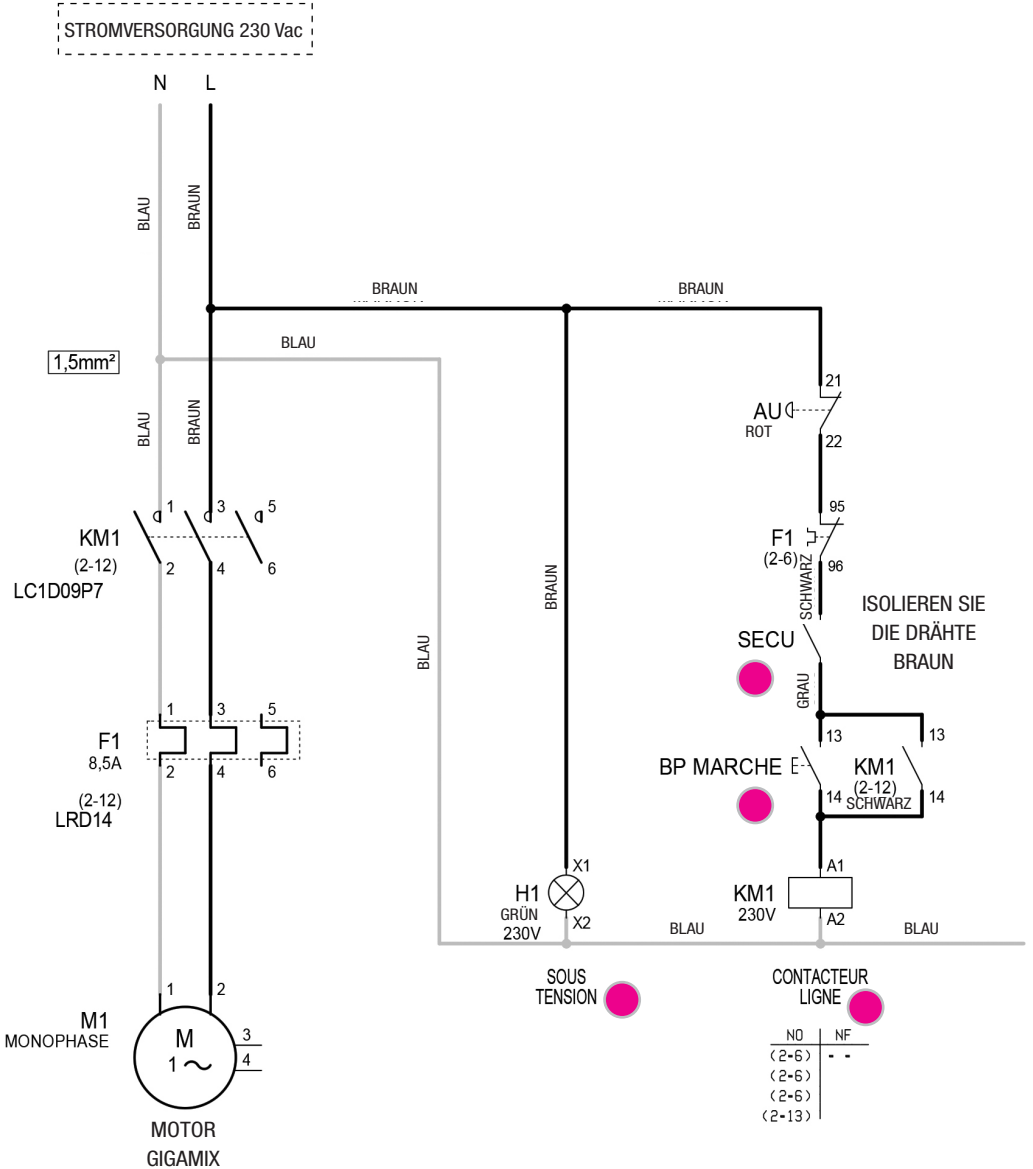 STROMVERSORGUNG 230 Vac
N L
BLAU
BRAUN
BRAUN
BRAUN
BLAU
1,5mm²
BLAU
BRAUN
21
AU
ROT
22
1 3 5
KM1
(2-12)
2 4 6
LC1D09P7
95
F1
(2-6)
96
SCHWARZ
BRAUN
BLAU
ISOLIEREN SIE
DIE DRÄHTE
BRAUN
SECU
GRAU
1 3 5
F1
8,5A
2 4 6
(2-12)
LRD14
13 13
BP MARCHE
KM1
(2-12)
SCHWARZ
14 14
X1
H1
GRÜN
230V
X2
A1
KM1
230V
A2
BLAU
BLAU
SOUS
TENSION
CONTACTEUR
LIGNE
1 2
M1
MONOPHASE
M
1
3
4
MOTOR
GIGAMIX
NO NF
(2-6) - -
(2-6)
(2-6)
(2-13)